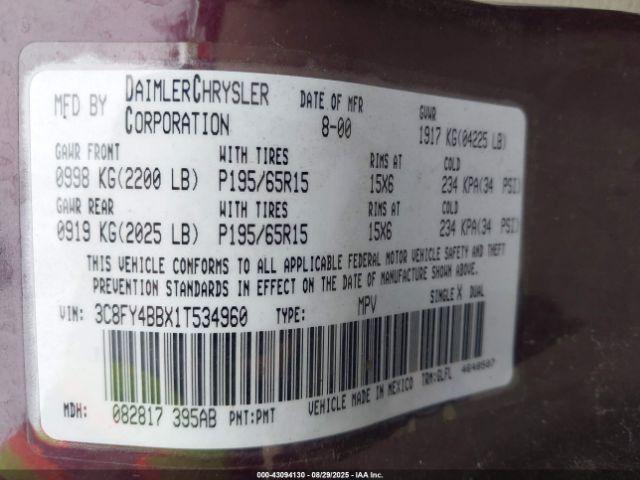 MFD BY DAIMLERCHRYSLER CORPORATION DATE OF MFR 8-00 GVWR 1917 KG(04225 LB)
GAWR FRONT WITH TIRES RIMS AT COLD
0998 KG(2200 LB) P195/65R15 15X6 234 KPA(34 PSI)
GAWR REAR WITH TIRES RIMS AT COLD
0919 KG(2025 LB) P195/65R15 15X6 234 KPA(34 PSI)
THIS VEHICLE CONFORMS TO ALL APPLICABLE FEDERAL MOTOR VEHICLE SAFETY AND THEFT
PREVENTION STANDARDS IN EFFECT ON THE DATE OF MANUFACTURE SHOWN ABOVE.
VIN: 3C8FY4BBX1T534960 TYPE: MPV SINGLE X DUAL
MDH: 082817 395AB PNT:PMT VEHICLE MADE IN MEXICO TRM:GLFL 4648507
000-43094130 - 08/29/2025 - IAA Corp.